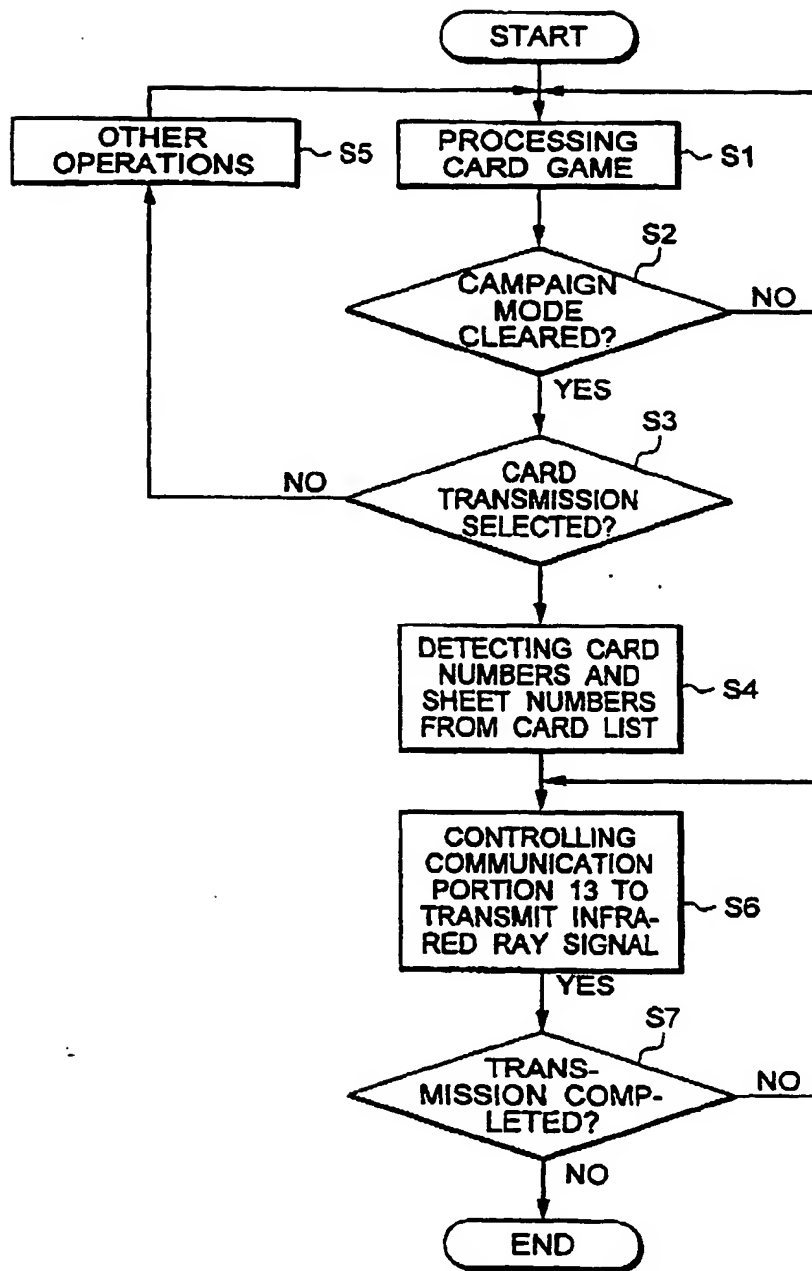 START
OTHER
OPERATIONS
S5
PROCESSING
CARD GAME
S1
S2
CAMPAIGN
MODE
CLEARED?
NO
YES
S3
NO
CARD
TRANSMISSION
SELECTED?
DETECTING CARD
NUMBERS AND
SHEET NUMBERS
FROM CARD LIST
S4
CONTROLLING
COMMUNICATION
PORTION 13 TO
TRANSMIT INFRA-
RED RAY SIGNAL
S6
YES
S7
TRANS-
MISSION COMP-
LETED?
NO
NO
END